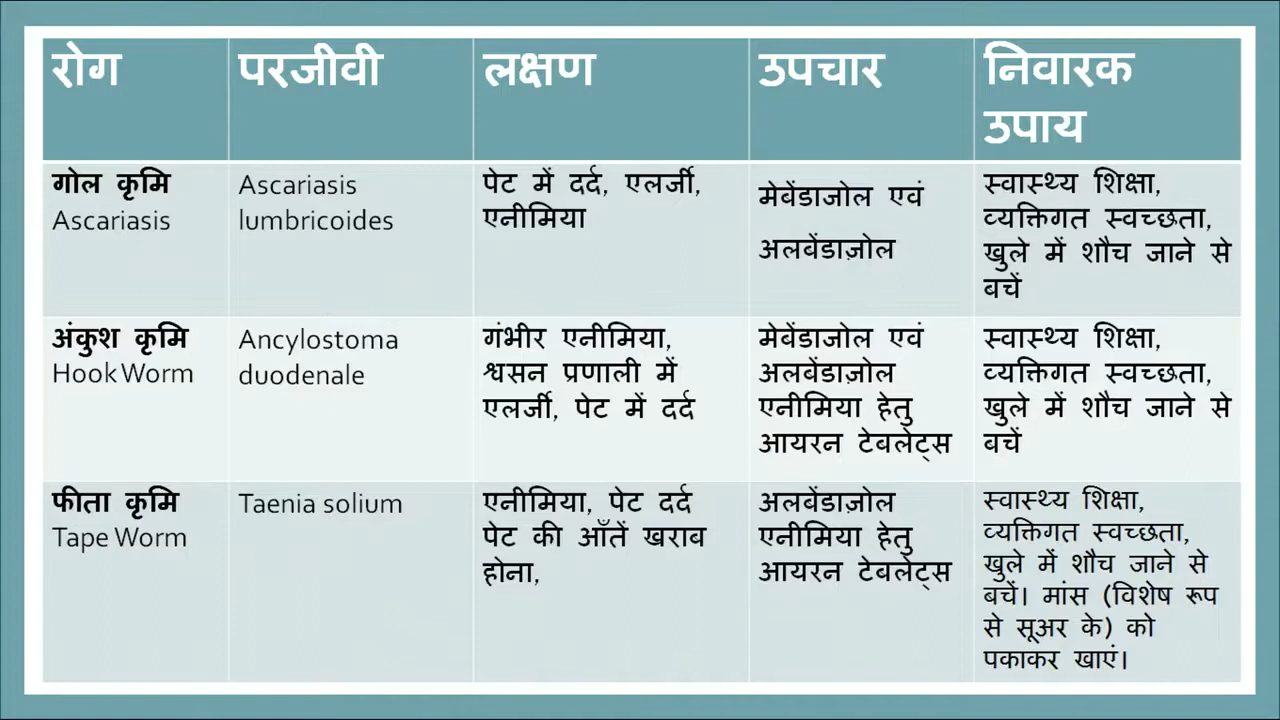 रोग
परजीवी
लक्षण
उपचार
निवारक
उपाय
गोल कृमि
Ascariasis
Ascariasis
lumbricoides
पेट में दर्द, एलर्जी,
एनीमिया
मेबेंडाजोल एवं
अलबेंडाज़ोल
स्वास्थ्य शिक्षा,
व्यक्तिगत स्वच्छता,
खुले में शौच जाने से
बचें
अंकुश कृमि
Hook Worm
Ancylostoma
duodenale
गंभीर एनीमिया,
श्वसन प्रणाली में
एलर्जी, पेट में दर्द
मेबेंडाजोल एवं
अलबेंडाज़ोल
एनीमिया हेतु
आयरन टेबलेट्स
स्वास्थ्य शिक्षा,
व्यक्तिगत स्वच्छता,
खुले में शौच जाने से
बचें
फीता कृमि
Tape Worm
Taenia solium
एनीमिया, पेट दर्द
पेट की आँतें खराब
होना,
अलबेंडाज़ोल
एनीमिया हेतु
आयरन टेबलेट्स
स्वास्थ्य शिक्षा,
व्यक्तिगत स्वच्छता,
खुले में शौच जाने से
बचें। मांस (विशेष रूप
से सूअर के) को
पकाकर खाएं।